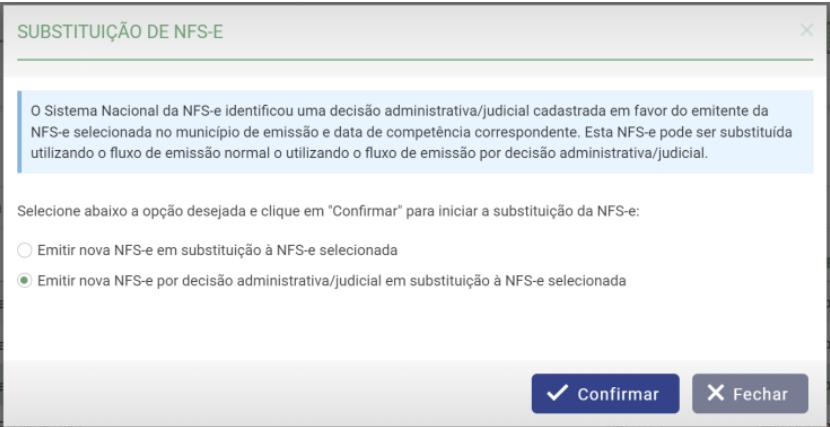 SUBSTITUIÇÃO DE NFS-E
O Sistema Nacional da NFS-e identificou uma decisão administrativa/judicial cadastrada em favor do emitente da
NFS-e selecionada no município de emissão e data de competência correspondente. Esta NFS-e pode ser substituída
utilizando o fluxo de emissão normal o utilizando o fluxo de emissão por decisão administrativa/judicial.
Selecione abaixo a opção desejada e clique em "Confirmar" para iniciar a substituição da NFS-e:
Emitir nova NFS-e em substituição à NFS-e selecionada
Emitir nova NFS-e por decisão administrativa/judicial em substituição à NFS-e selecionada
Confirmar
Fechar